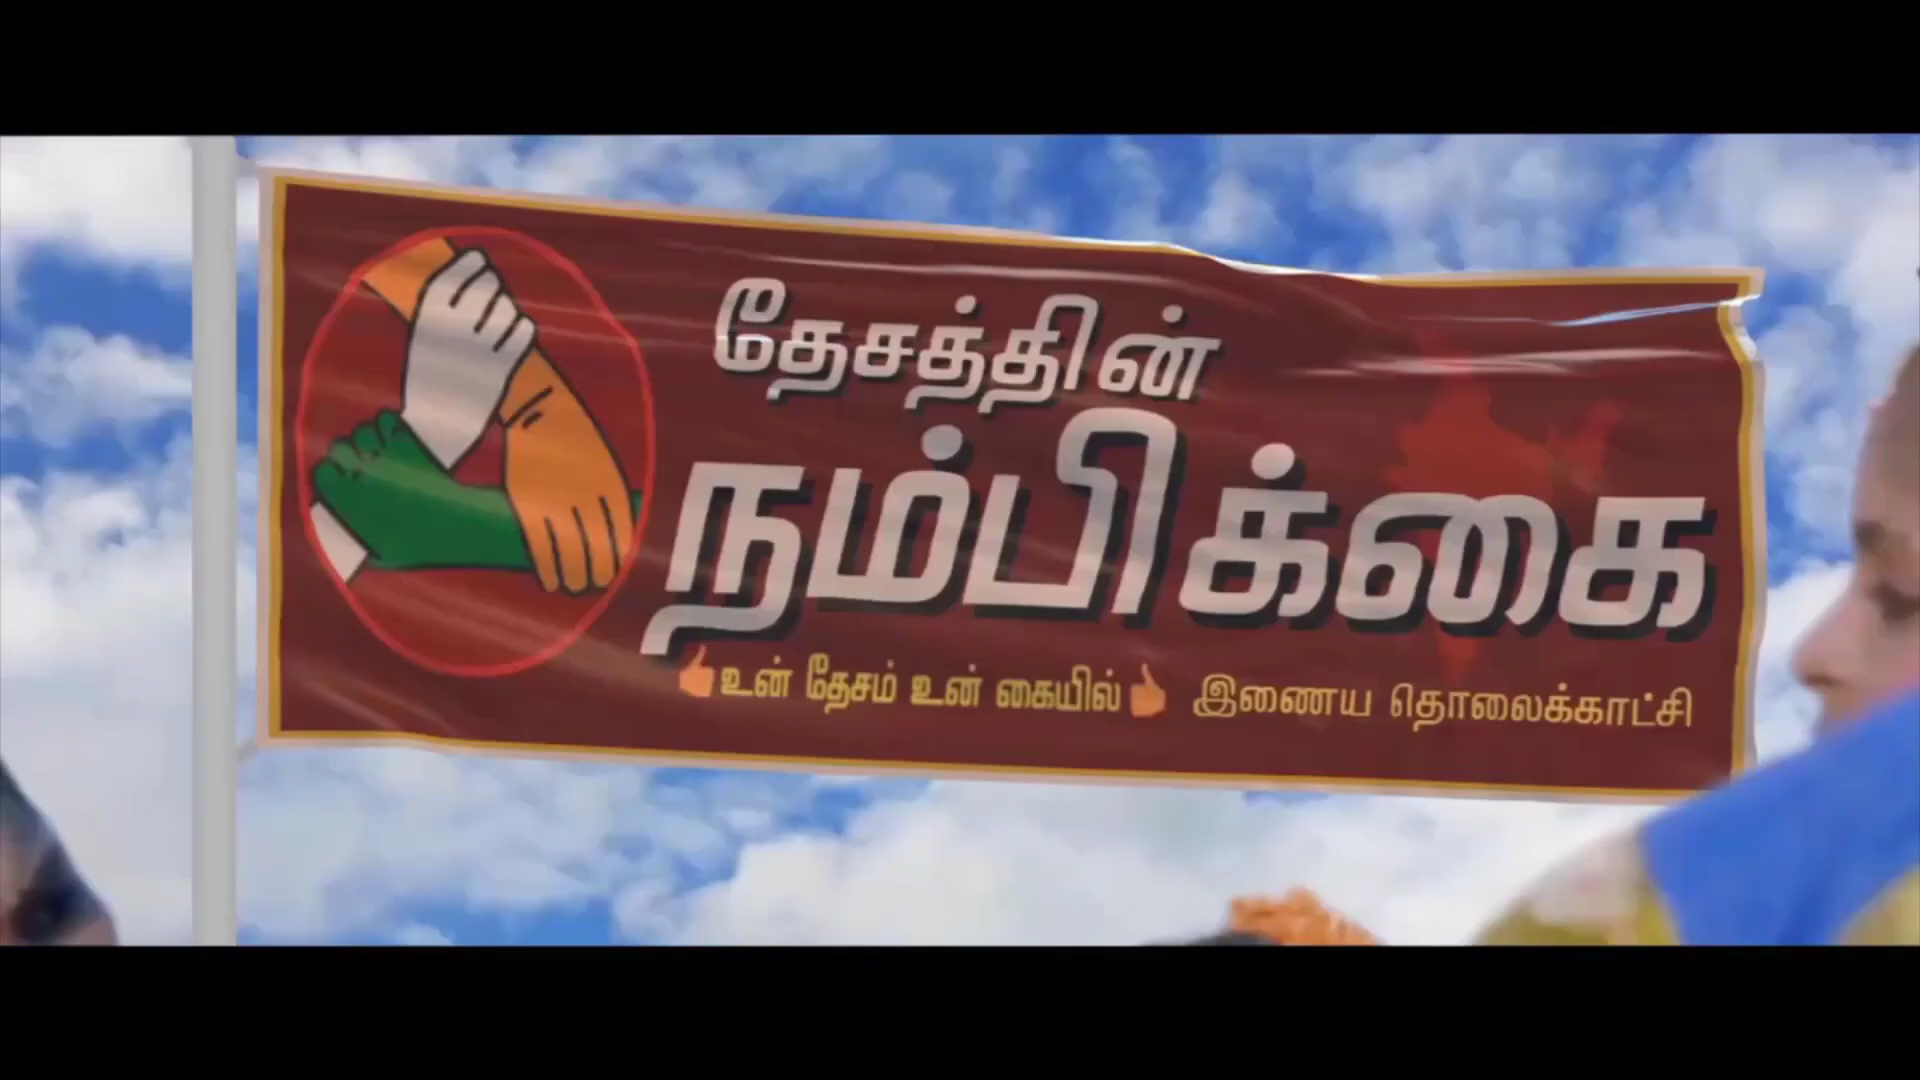 தேசத்தின்
நம்பிக்கை
உன் தேசம் உன் கையில் இணைய தொலைக்காட்சி